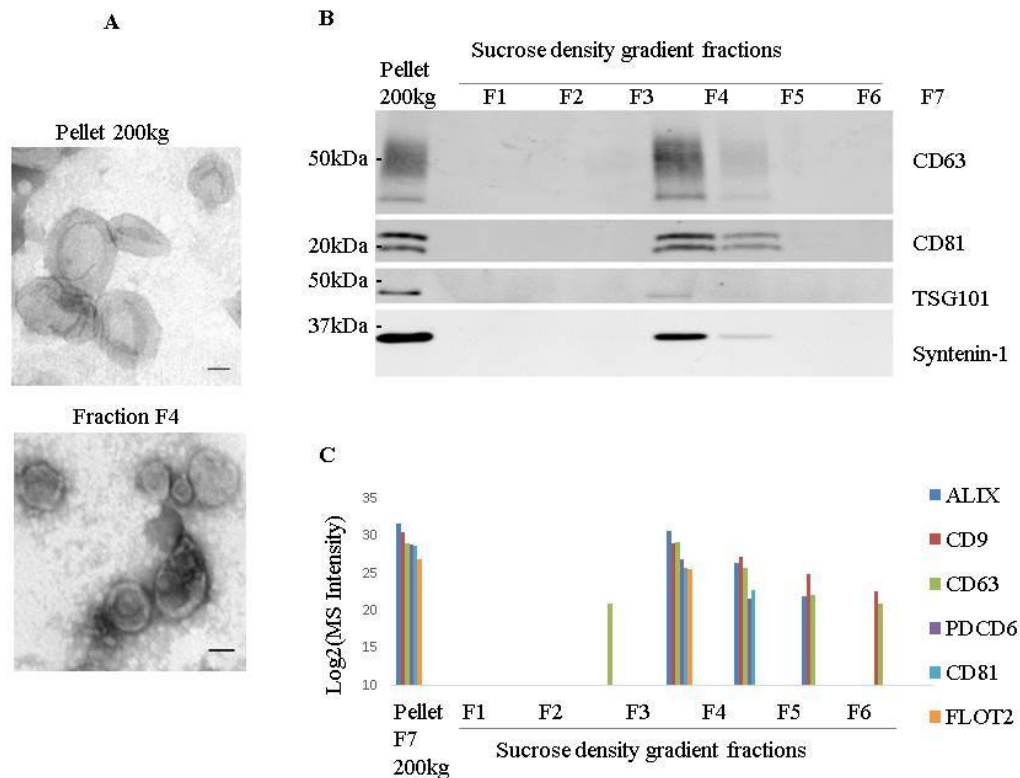 A
Pellet 200kg
Fraction F4
B
Sucrose density gradient fractions
Pellet
200kg F1 F2 F3 F4 F5 F6 F7
50kDa CD63
20kDa CD81
50kDa
TSG101
37kDa
Syntenin-1
C
Log2(MS Intensity)
35
30
25
20
15
10
ALIX
CD9
CD63
PDCD6
CD81
FLOT2
Pellet F1 F2 F3 F4 F5 F6
F7
200kg
Sucrose density gradient fractions